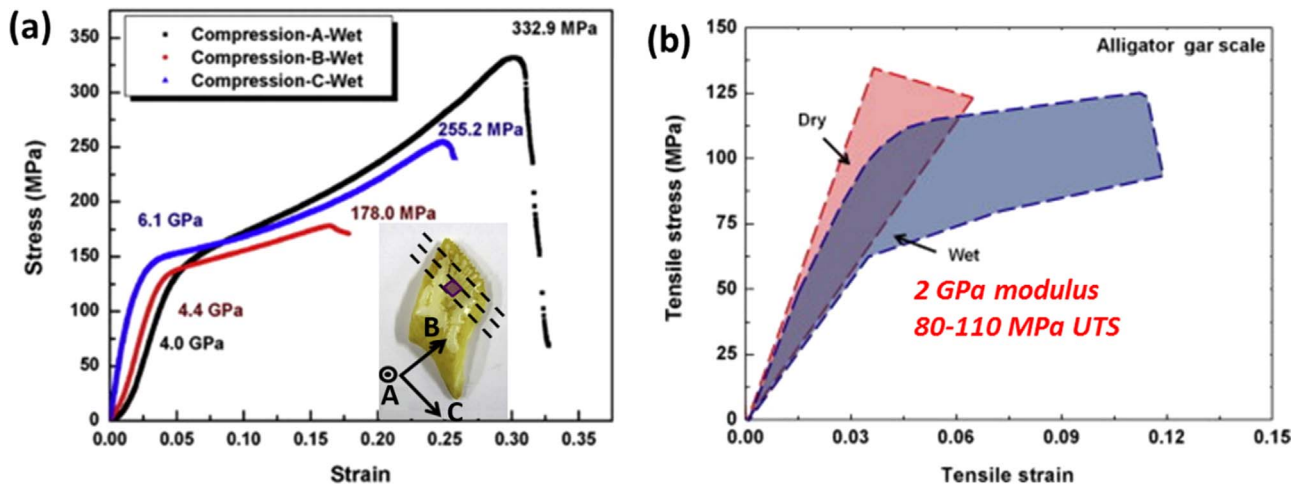 (a)
Compression-A-Wet
Compression-B-Wet
Compression-C-Wet
332.9 MPa
255.2 MPa
178.0 MPa
6.1 GPa
4.4 GPa
4.0 GPa
B
A
C
Stress (MPa)
350
300
250
200
150
100
50
0
0.00 0.05 0.10 0.15 0.20 0.25 0.30 0.35
Strain
(b)
Alligator gar scale
Dry
Wet
2 GPa modulus
80-110 MPa UTS
Tensile stress (MPa)
150
125
100
75
50
25
0
0.00 0.03 0.06 0.09 0.12 0.15
Tensile strain